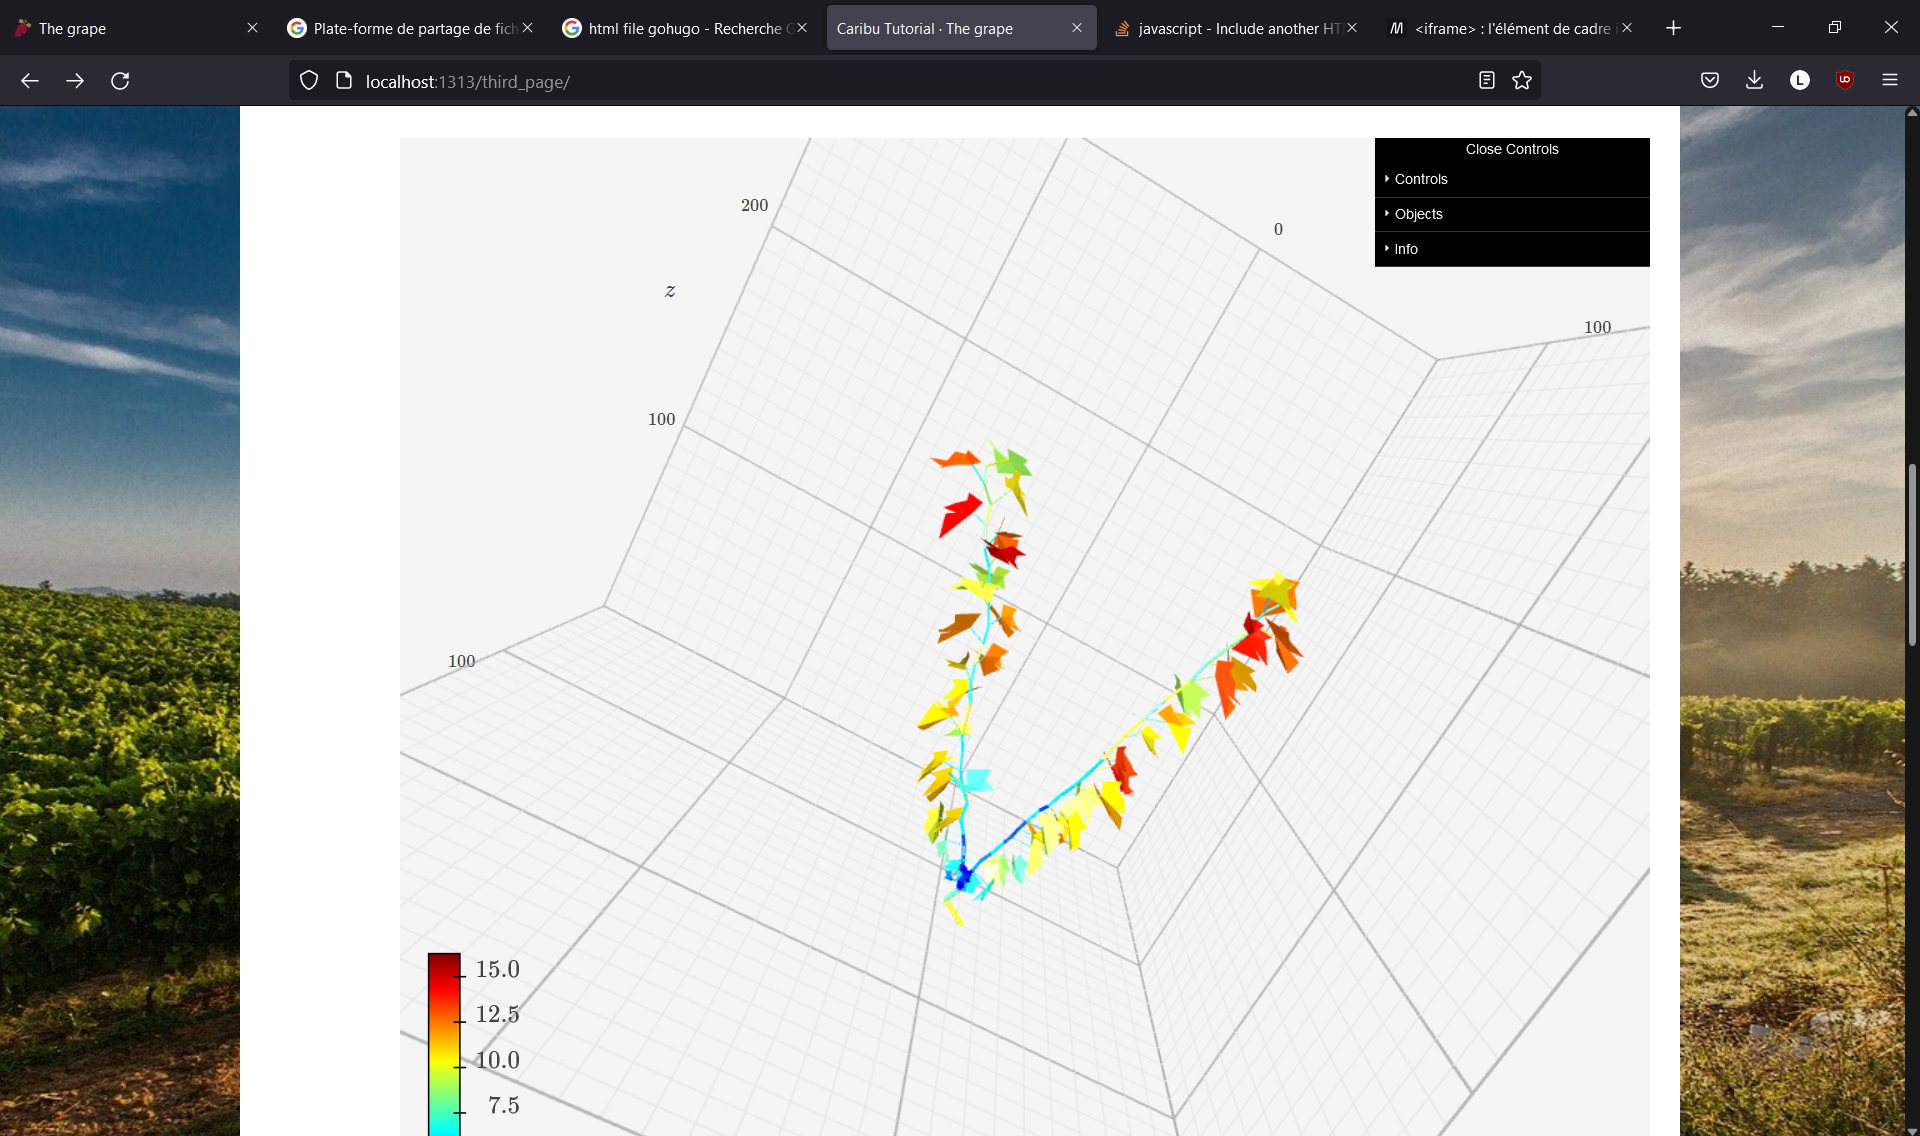 The grape
Plate-forme de partage de fich
html file gohugo - Recherche G
Caribu Tutorial · The grape
javascript - Include another HT
<iframe> : l'élément de cadre i
localhost:1313/third_page/
L
Close Controls
Controls
Objects
Info
200
0
z
100
100
100
15.0
12.5
10.0
7.5